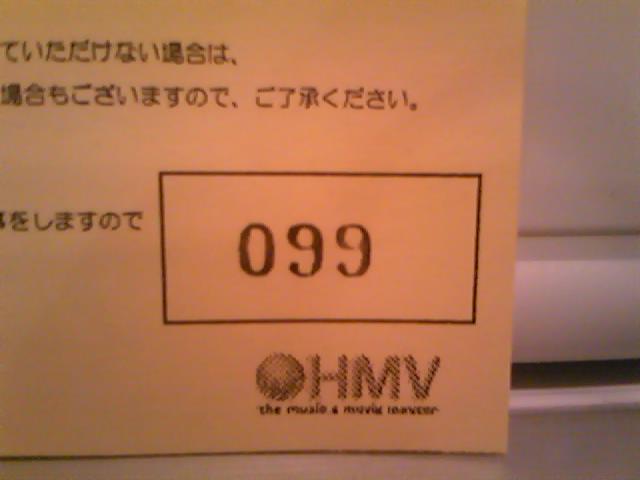 ていただけない場合は、
場合もございますので、ご了承ください。
をしますので
099
HMV
the music & movie master